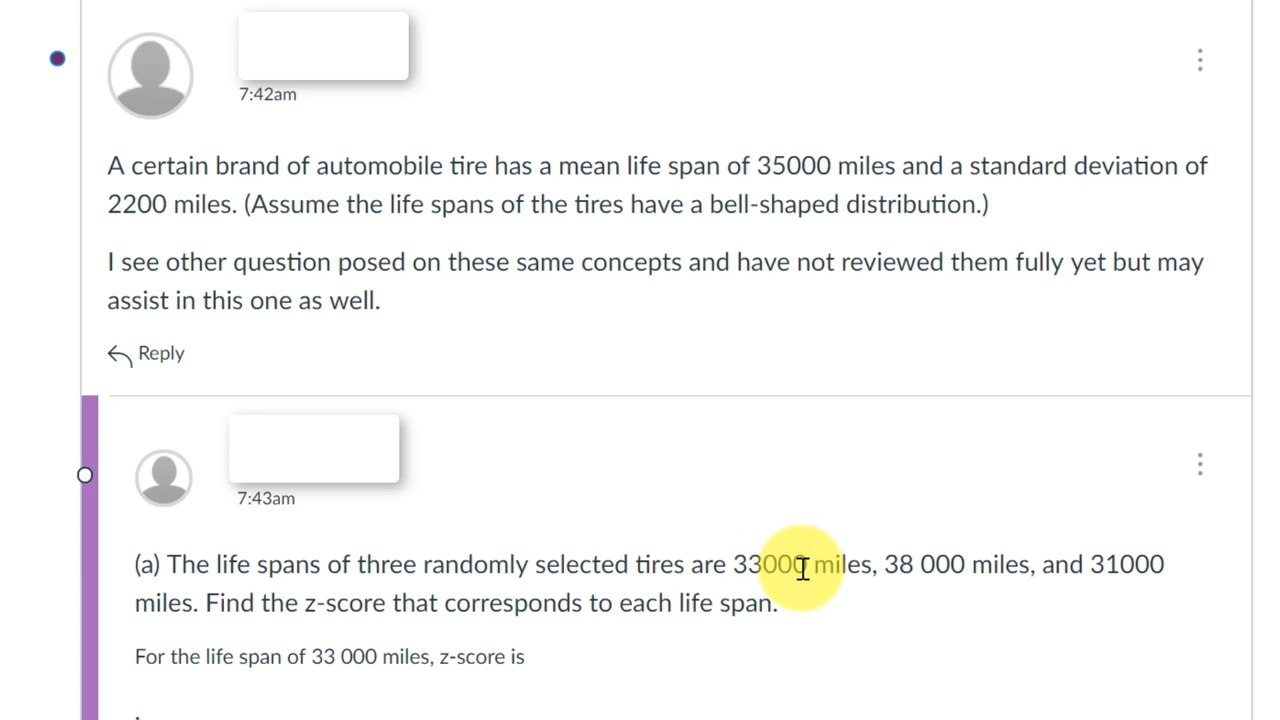 7:42am
A certain brand of automobile tire has a mean life span of 35000 miles and a standard deviation of
2200 miles. (Assume the life spans of the tires have a bell-shaped distribution.)
I see other question posed on these same concepts and have not reviewed them fully yet but may
assist in this one as well.
Reply
7:43am
(a) The life spans of three randomly selected tires are 33000 miles, 38 000 miles, and 31000
miles. Find the z-score that corresponds to each life span.
For the life span of 33 000 miles, z-score is